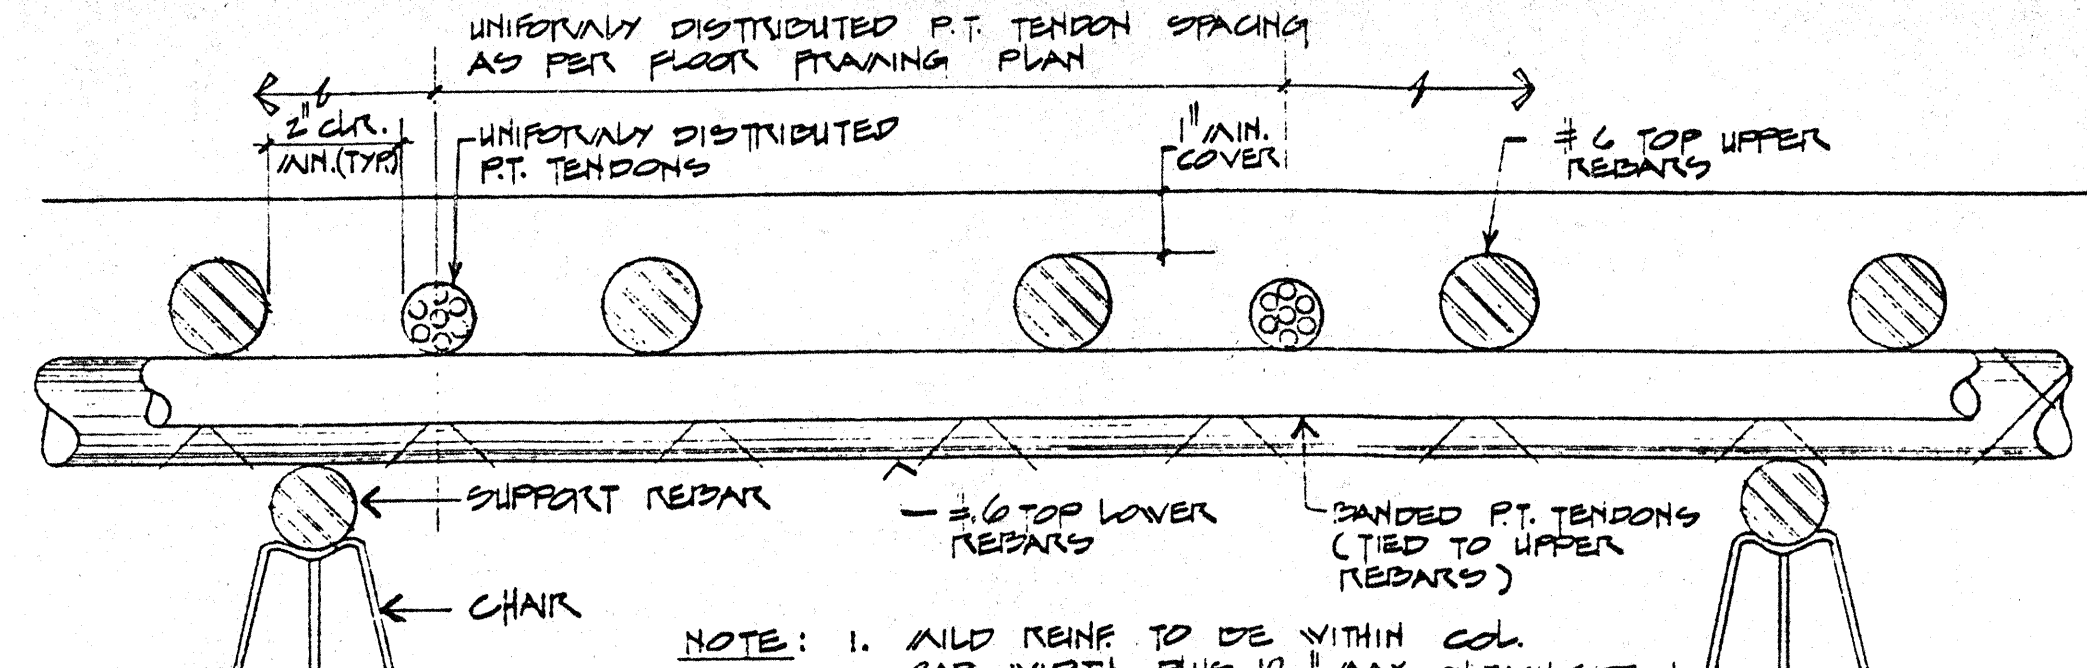 UNIFORMLY DISTRIBUTED P.T. TENDON SPACING
AS PER FLOOR FRAMING PLAN
2" CLR.
MIN. (TYP.)
UNIFORMLY DISTRIBUTED
P.T. TENDONS
1" MIN.
COVER
#6 TOP UPPER
REBARS
SUPPORT REBAR
#6 TOP LOWER
REBARS
BANDED P.T. TENDONS
(TIED TO UPPER
REBARS)
CHAIR
NOTE: 1. MILD REINF. TO BE WITHIN COL.